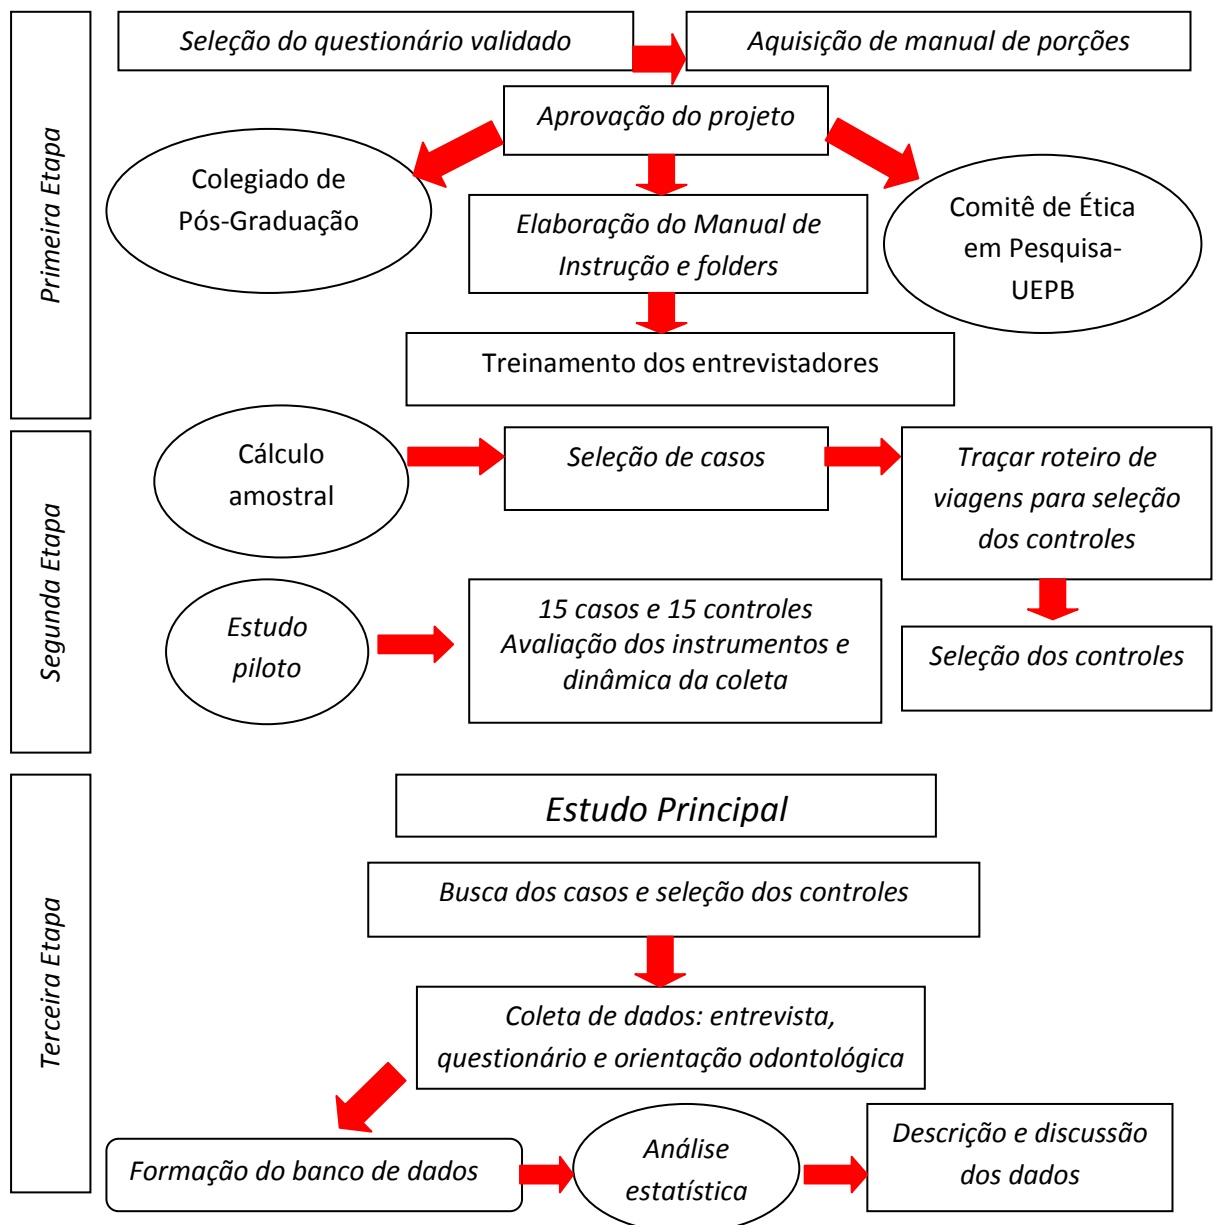 Primeira Etapa
Seleção do questionário validado
Aquisição de manual de porções
Aprovação do projeto
Colegiado de
Pós-Graduação
Comitê de Ética
em Pesquisa-
UEPB
Elaboração do Manual de
Instrução e folders
Treinamento dos entrevistadores
Segunda Etapa
Cálculo
amostral
Seleção de casos
Traçar roteiro de
viagens para seleção
dos controles
Estudo
piloto
15 casos e 15 controles
Avaliação dos instrumentos e
dinâmica da coleta
Seleção dos controles
Terceira Etapa
Estudo Principal
Busca dos casos e seleção dos controles
Coleta de dados: entrevista,
questionário e orientação odontológica
Formação do banco de dados
Análise
estatística
Descrição e discussão
dos dados